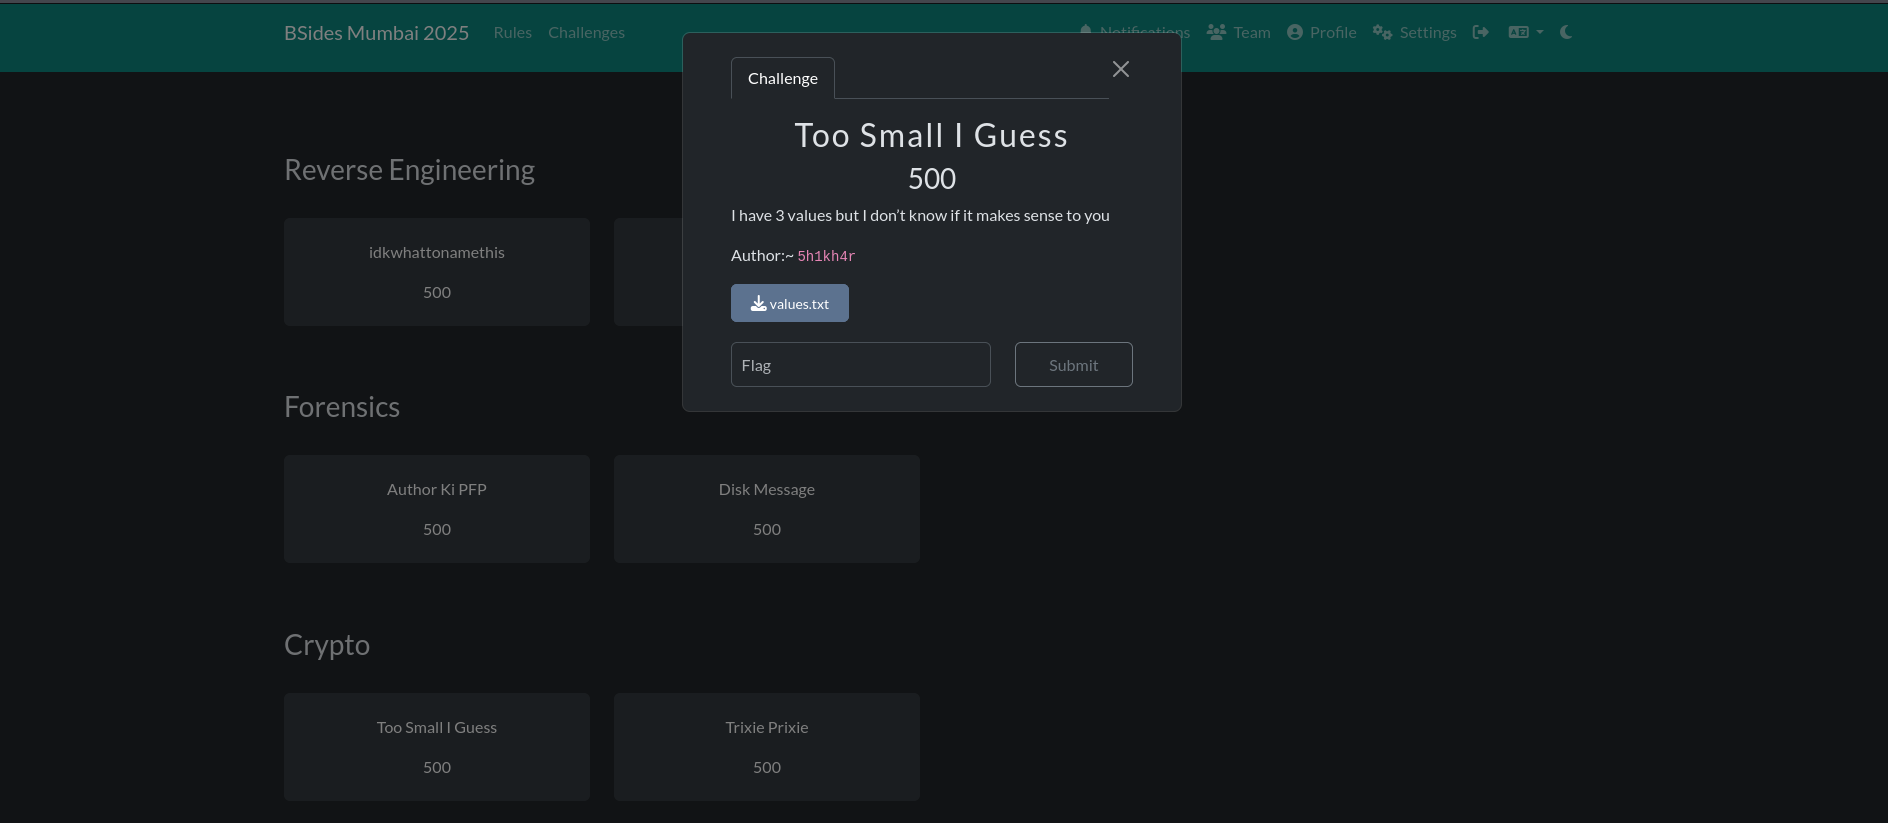 BSides Mumbai 2025 Rules Challenges Notifications Team Profile Settings
Challenge
Too Small I Guess
500
I have 3 values but I don’t know if it makes sense to you
Author:~ 5h1kh4r
values.txt
Flag Submit
Reverse Engineering
idkwhattonamethis
500
Forensics
Author Ki PFP Disk Message
500 500
Crypto
Too Small I Guess Trixie Prixie
500 500